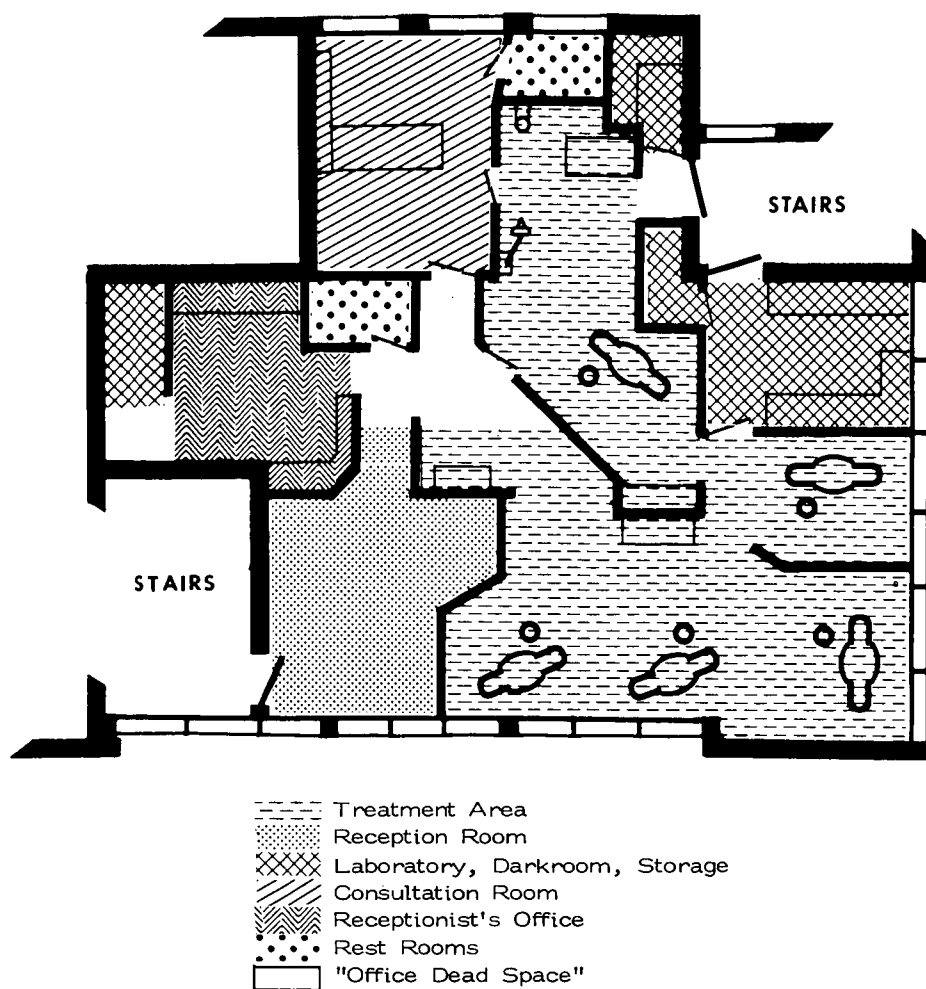 STAIRS
STAIRS
Treatment Area
Reception Room
Laboratory, Darkroom, Storage
Consultation Room
Receptionist's Office
Rest Rooms
"Office Dead Space"